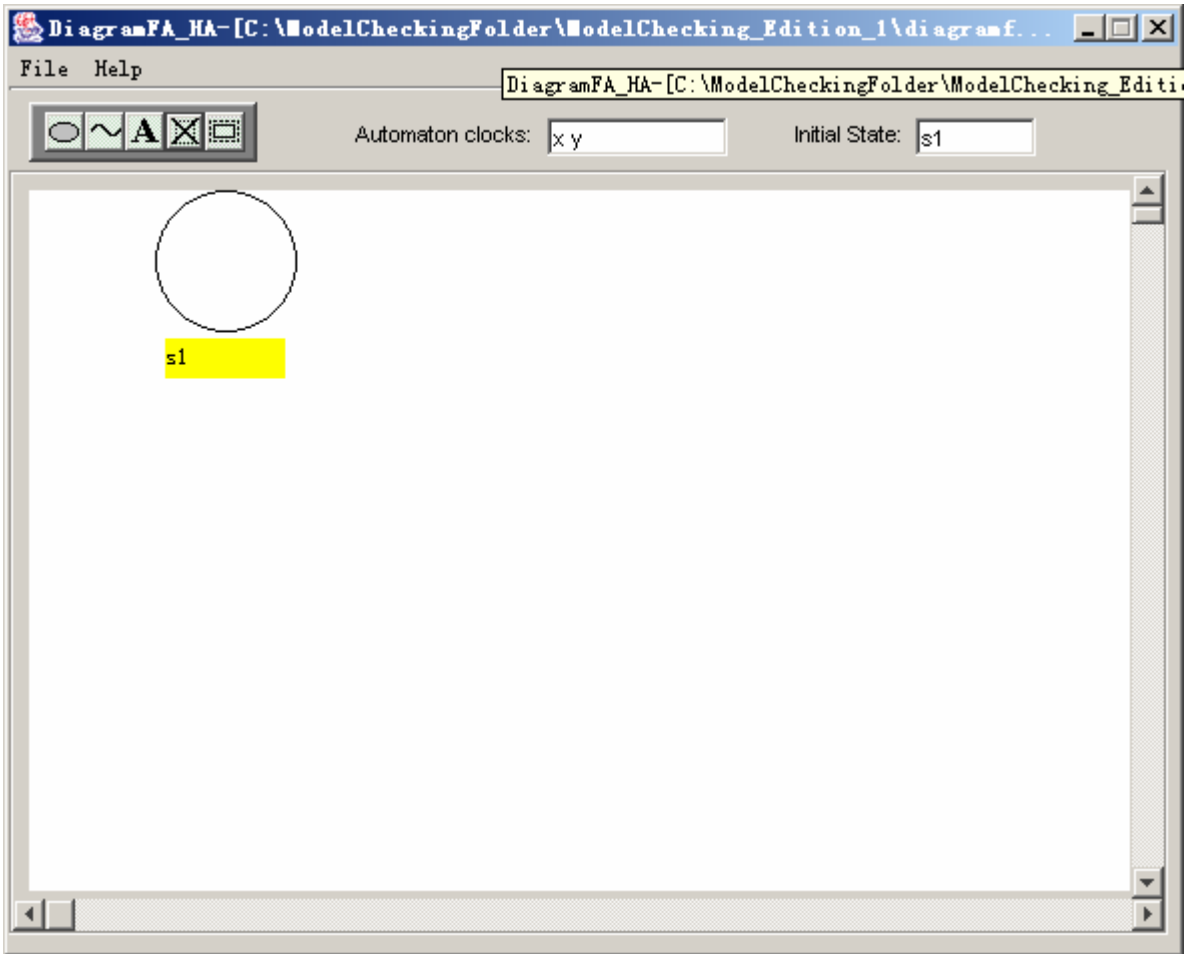 DiagramFA_HA-[C:\ModelCheckingFolder\ModelChecking_Edition_1\diagramf...
File Help
DiagramFA_HA-[C:\ModelCheckingFolder\ModelChecking_Editi
A
Automaton clocks: x y Initial State: s1
s1